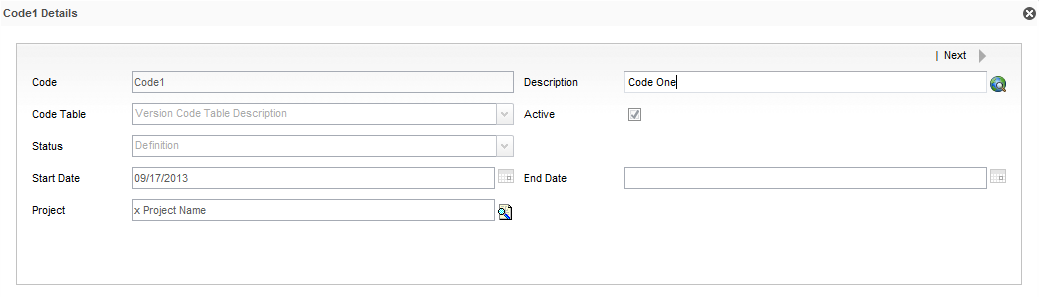 Code1 Details
| Next
Code Code1 Description Code One
Code Table Version Code Table Description Active
Status Definition
Start Date 09/17/2013 End Date
Project x Project Name